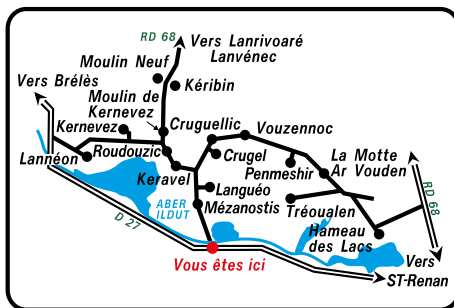 RD 68
Vers Lanrivoaré
Lanvénec
Moulin Neuf
Vers Brélès
Kéribin
Moulin de
Kernevez
Kernevez
Cruguellic
Vouzennoc
Roudouzic
Lannéon
Crugel
La Motte
Ar Vouden
Penmeshir
Keravel
Languéo
RD 68
ABER
ILDUT
Mézanostis
Tréoualen
D 27
Hameau
des Lacs
Vers
ST-Renan
Vous êtes ici